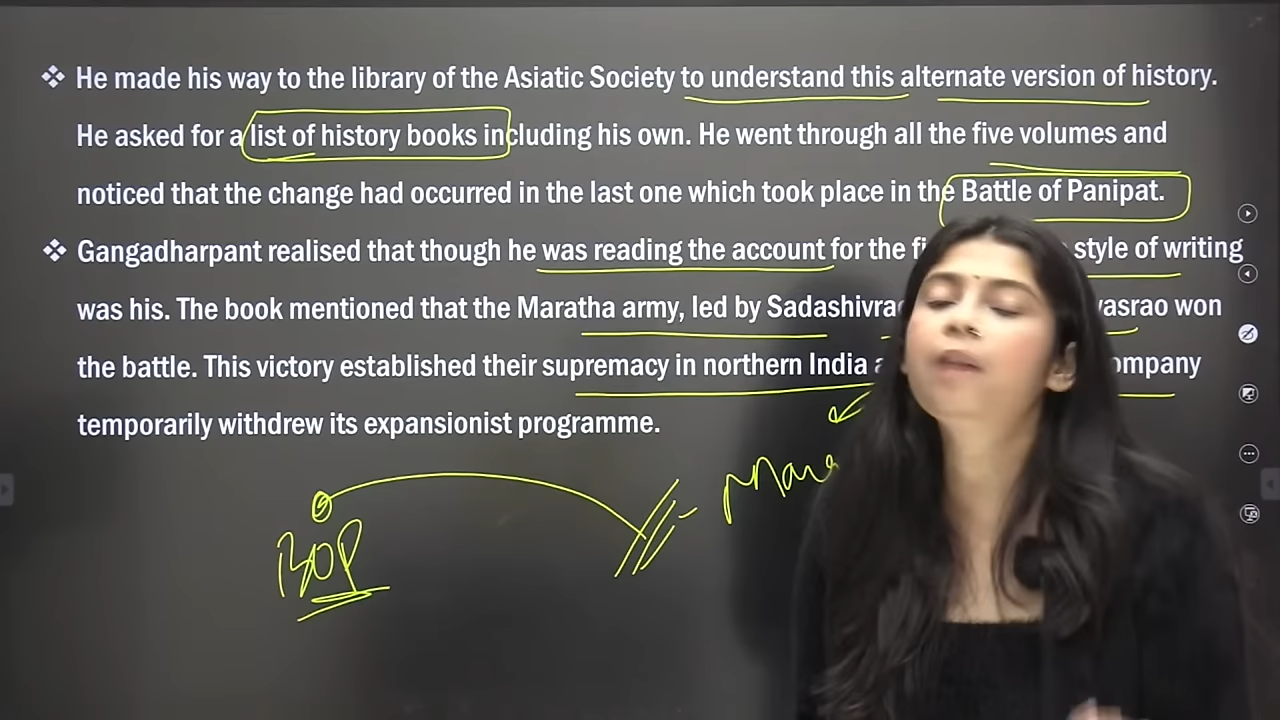 ❖ He made his way to the library of the Asiatic Society to understand this alternate version of history.
He asked for a list of history books including his own. He went through all the five volumes and
noticed that the change had occurred in the last one which took place in the Battle of Panipat.
❖ Gangadharpant realised that though he was reading the account for the style of writing
was his. The book mentioned that the Maratha army, led by won
the battle. This victory established their supremacy in northern India
temporarily withdrew its expansionist programme.
BOP